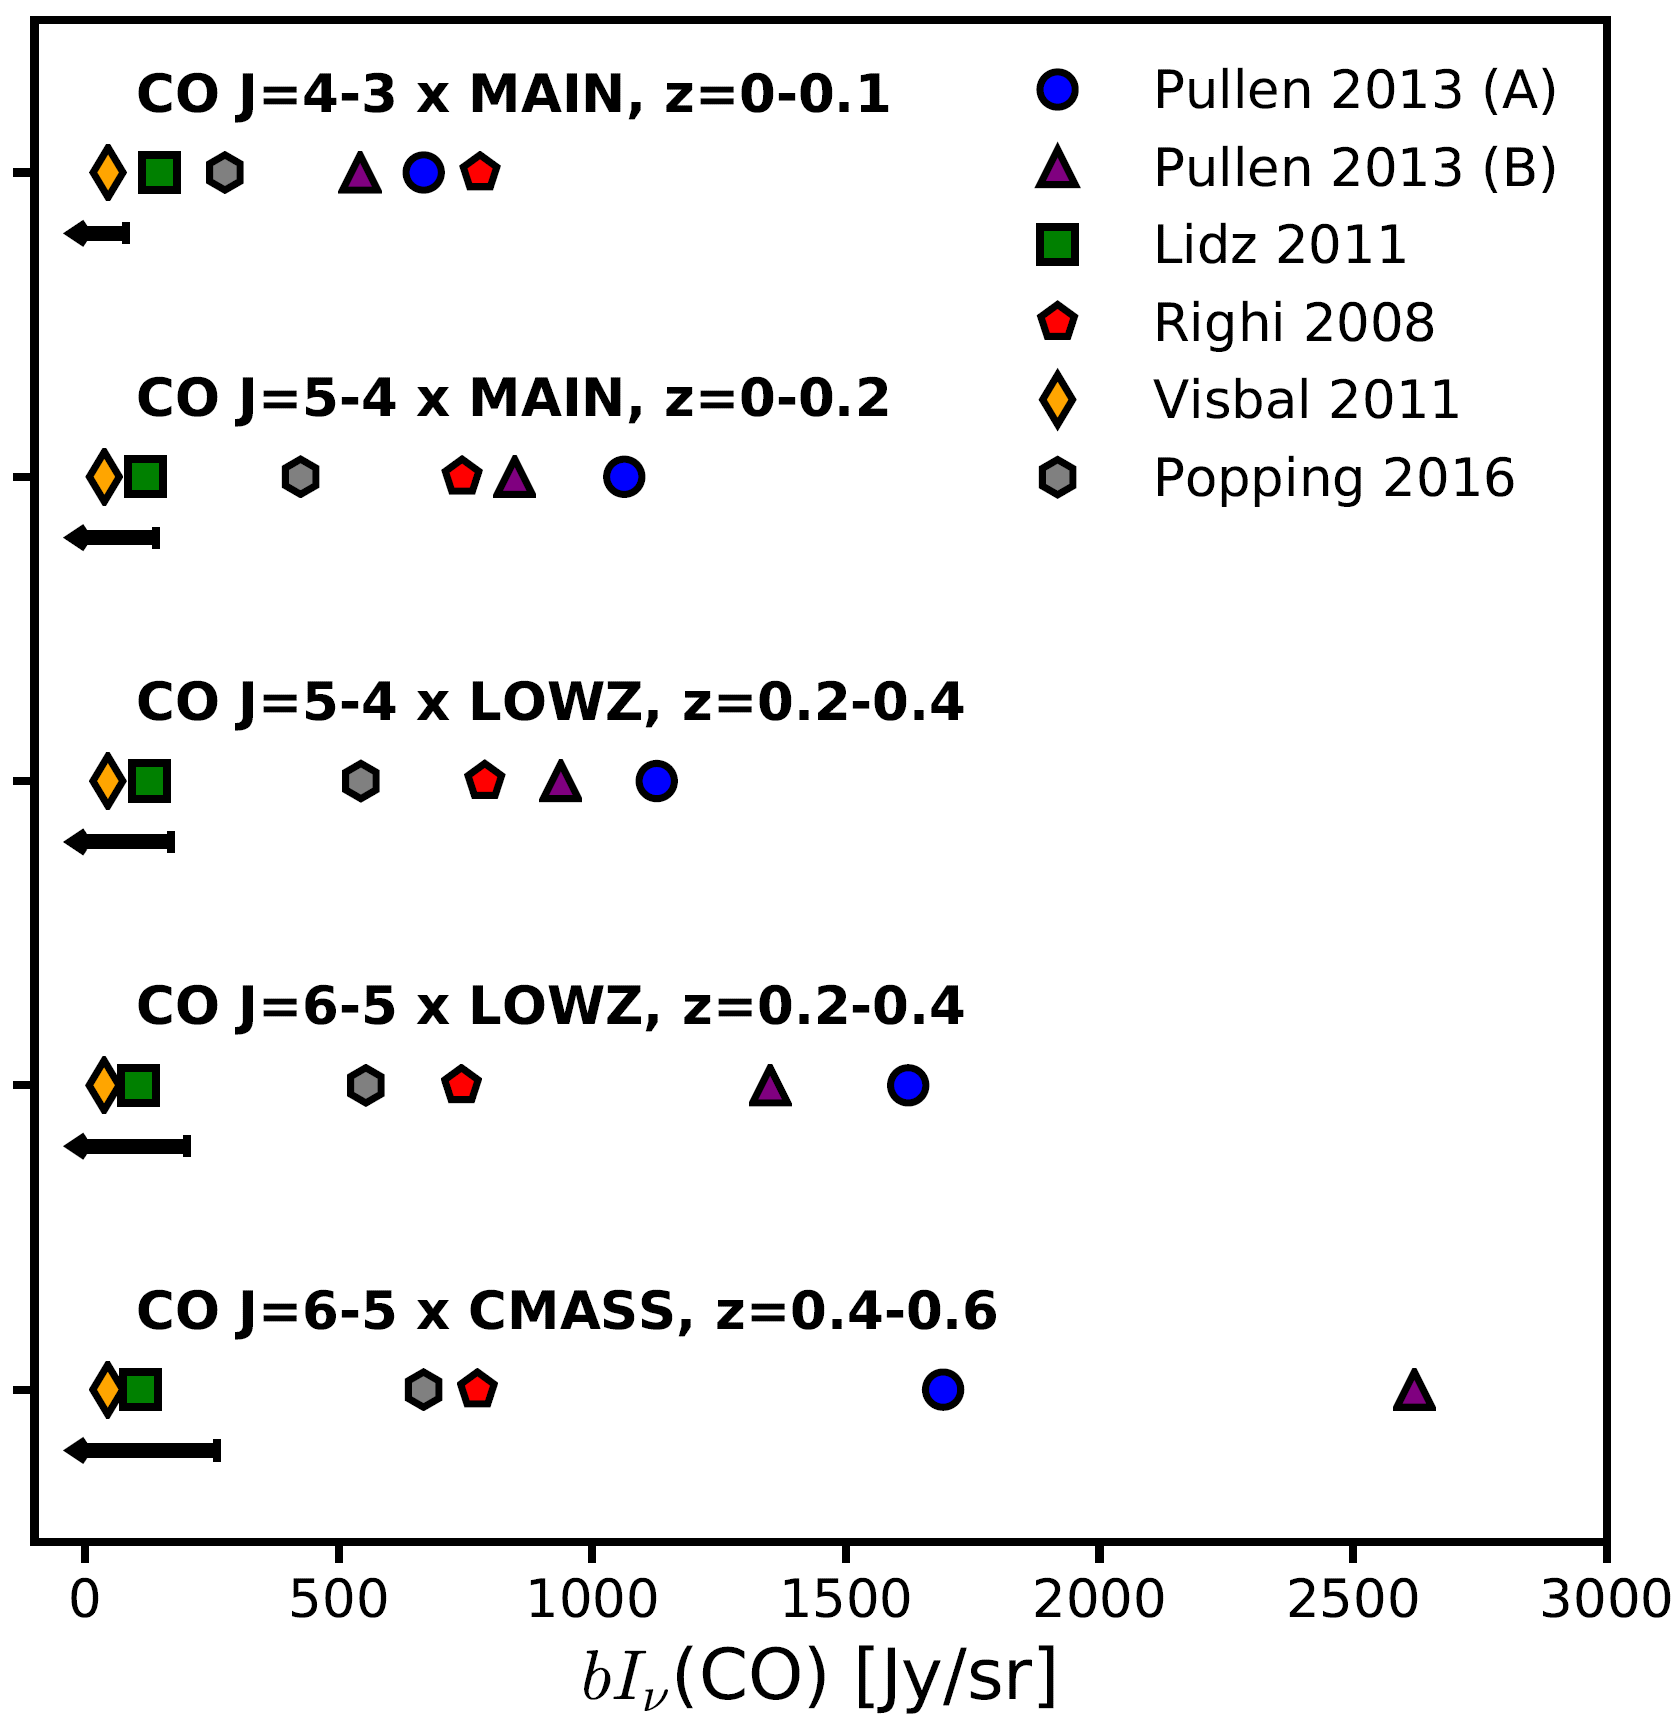 CO J=4-3 x MAIN, z=0-0.1
CO J=5-4 x MAIN, z=0-0.2
CO J=5-4 x LOWZ, z=0.2-0.4
CO J=6-5 x LOWZ, z=0.2-0.4
CO J=6-5 x CMASS, z=0.4-0.6
Pullen 2013 (A)
Pullen 2013 (B)
Lidz 2011
Righi 2008
Visbal 2011
Popping 2016
0 500 1000 1500 2000 2500 3000
bI_ν(CO) [Jy/sr]